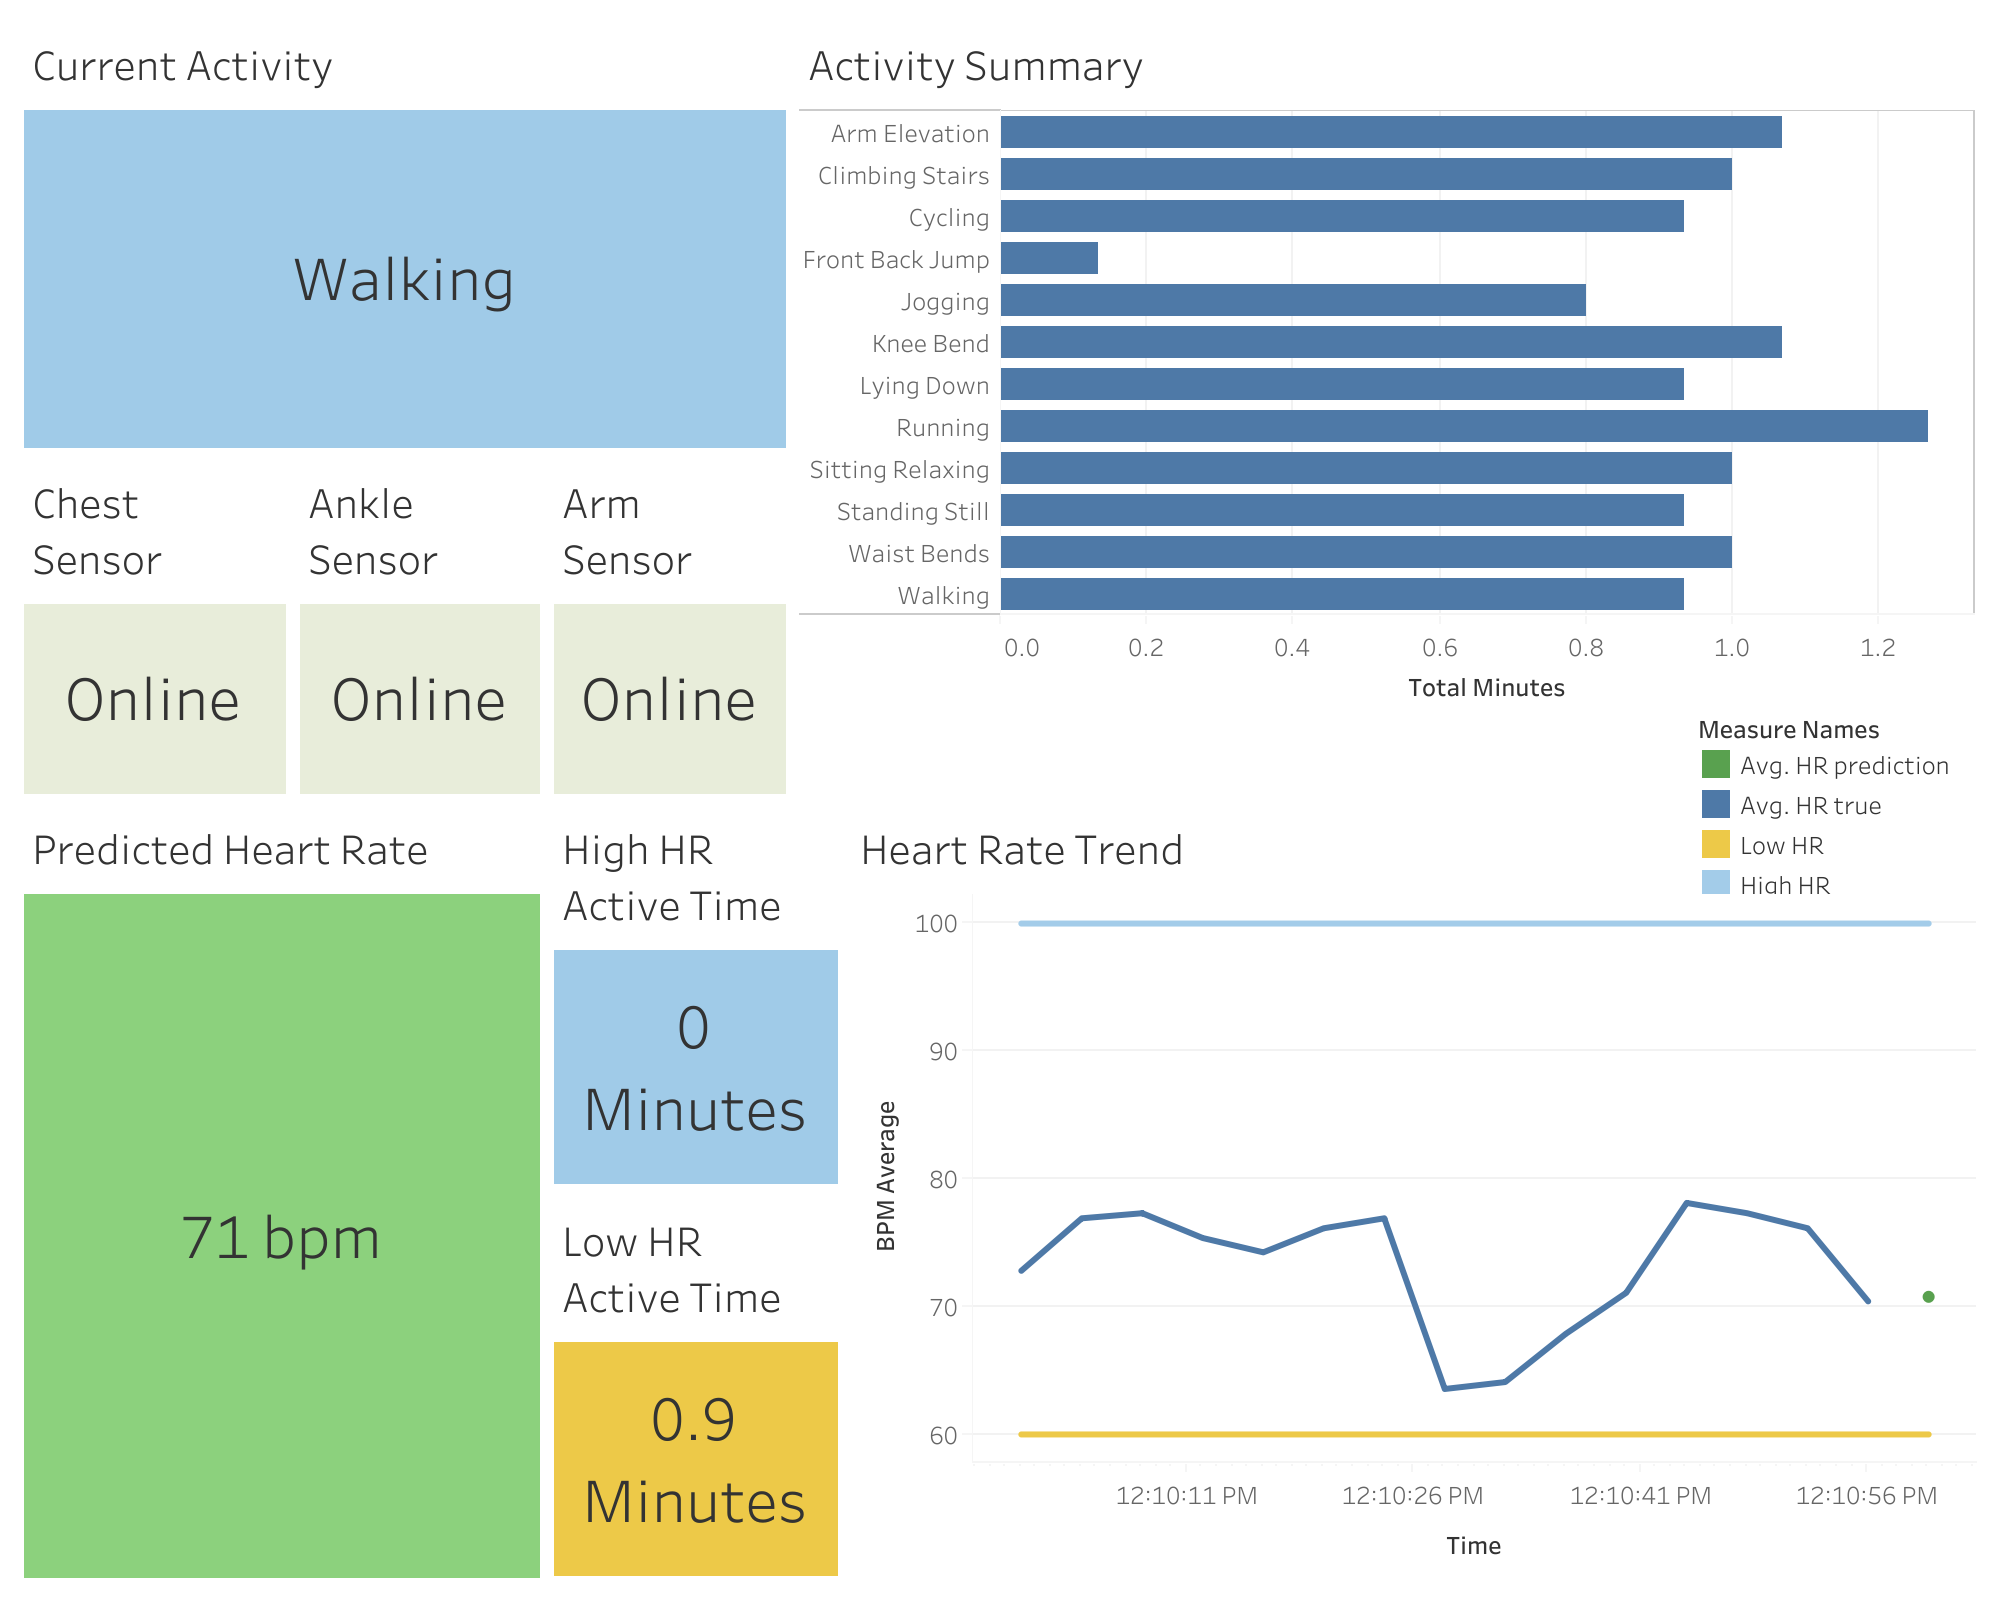 Current Activity
Walking
Chest
Sensor
Online
Ankle
Sensor
Online
Arm
Sensor
Online
Activity Summary
Arm Elevation
Climbing Stairs
Cycling
Front Back Jump
Jogging
Knee Bend
Lying Down
Running
Sitting Relaxing
Standing Still
Waist Bends
Walking
0.0 0.2 0.4 0.6 0.8 1.0 1.2
Total Minutes
Measure Names
Avg. HR prediction
Avg. HR true
Low HR
High HR
Predicted Heart Rate
71 bpm
High HR
Active Time
0
Minutes
Low HR
Active Time
0.9
Minutes
Heart Rate Trend
100
90
80
70
60
BPM Average
12:10:11 PM 12:10:26 PM 12:10:41 PM 12:10:56 PM
Time